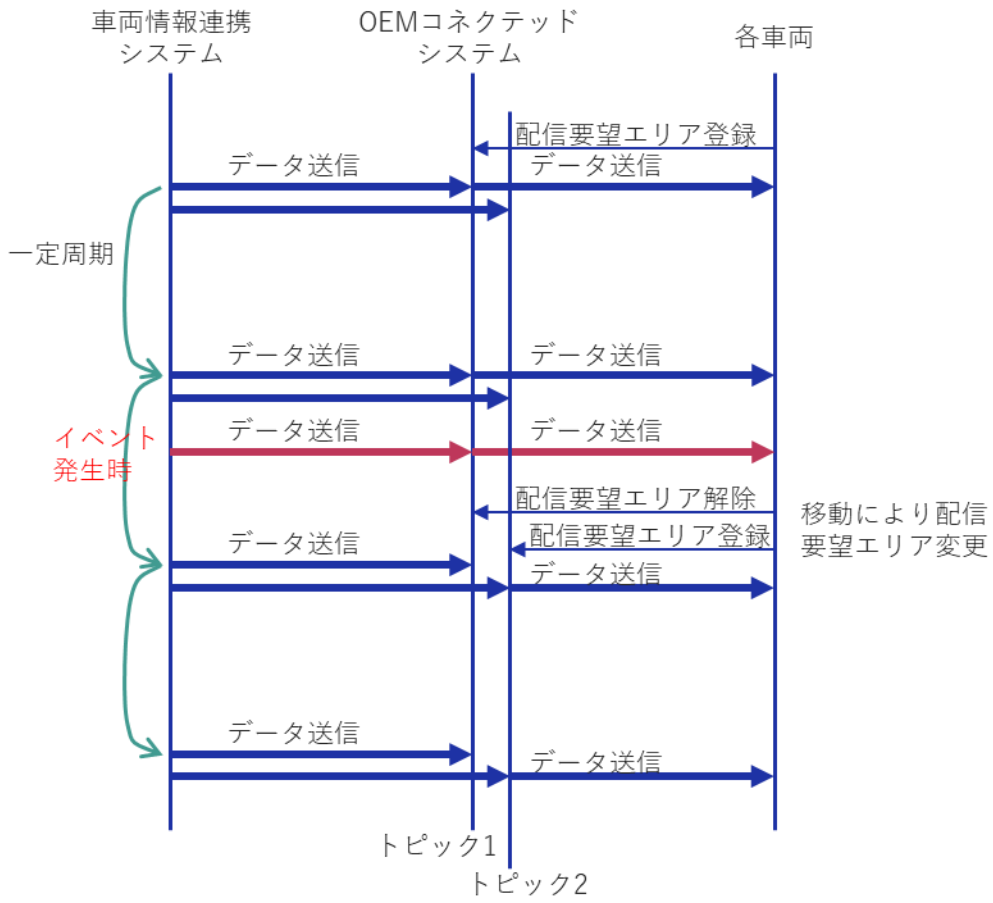 車両情報連携
システム
OEMコネクテッド
システム
各車両
配信要望エリア登録
データ送信
データ送信
一定周期
データ送信
データ送信
イベント
発生時
データ送信
データ送信
配信要望エリア解除
移動により配信
要望エリア変更
配信要望エリア登録
データ送信
データ送信
データ送信
データ送信
トピック1
トピック2